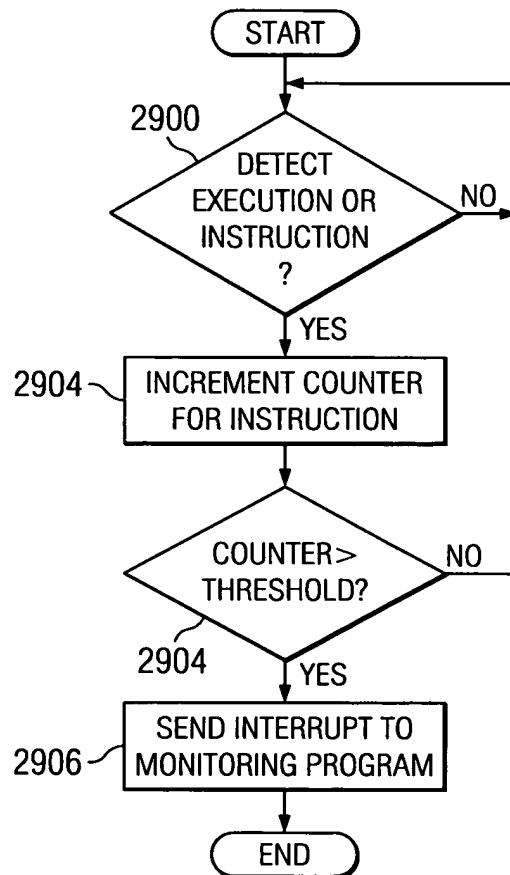 START
2900
DETECT
EXECUTION OR
INSTRUCTION
?
NO
YES
2904
INCREMENT COUNTER
FOR INSTRUCTION
COUNTER>
THRESHOLD?
NO
2904
YES
2906
SEND INTERRUPT TO
MONITORING PROGRAM
END